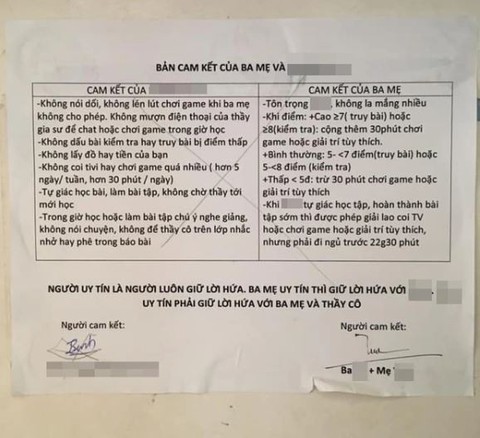 BẢN CAM KẾT CỦA BA MẸ VÀ
CAM KẾT CỦA
-Không nói dối, không lén lút chơi game khi ba mẹ
không cho phép. Không mượn điện thoại của thầy
gia sư để chat hoặc chơi game trong giờ học
-Không dấu bài kiểm tra hay truy bài bị điểm thấp
-Không lấy đồ hay tiền của bạn
-Không coi tivi hay chơi game quá nhiều ( hơn 5
ngày/ tuần, hơn 30 phút / ngày)
-Tự giác học bài, làm bài tập, không chờ thầy tới
mới học
-Trong giờ học hoặc làm bài tập chú ý nghe giảng,
không nói chuyện, không để thầy cô trên lớp nhắc
nhở hay phê trong báo bài
CAM KẾT CỦA BA MẸ
-Tôn trọng , không la mắng nhiều
-Khi điểm: +Cao ≥7( truy bài) hoặc
≥8(kiểm tra): cộng thêm 30phút chơi
game hoặc giải trí tùy thích.
+Bình thường: 5- <7 điểm(truy bài) hoặc
5-<8 điểm (kiểm tra)
+Thấp < 5đ: trừ 30 phút chơi game hoặc
giải trí tùy thích
-Khi tự giác học tập, hoàn thành bài
tập sớm thì được phép giải lao coi TV
hoặc chơi game hoặc giải trí tùy thích,
nhưng phải đi ngủ trước 22g30 phút
NGƯỜI UY TÍN LÀ NGƯỜI LUÔN GIỮ LỜI HỨA. BA MẸ UY TÍN THÌ GIỮ LỜI HỨA VỚI .
UY TÍN PHẢI GIỮ LỜI HỨA VỚI BA MẸ VÀ THẦY CÔ
Người cam kết:
Người cam kết:
Ba + Mẹ